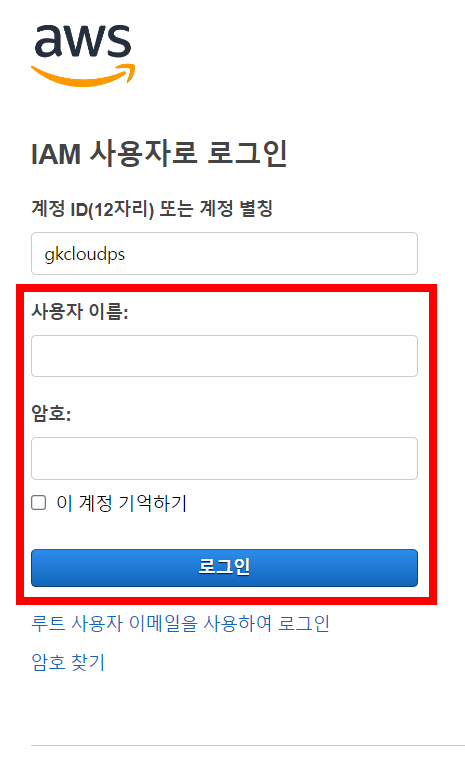 aws
IAM 사용자로 로그인
계정 ID(12자리) 또는 계정 별칭
gkcloudps
사용자 이름:
암호:
이 계정 기억하기
로그인
루트 사용자 이메일을 사용하여 로그인
암호 찾기